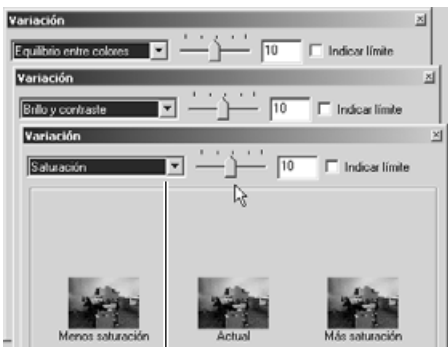 Variación
Equilibrio entre colores 10 Indicar límite
Variación
Brillo y contraste 10 Indicar límite
Variación
Saturación 10 Indicar límite
Menos saturación Actual Más saturación